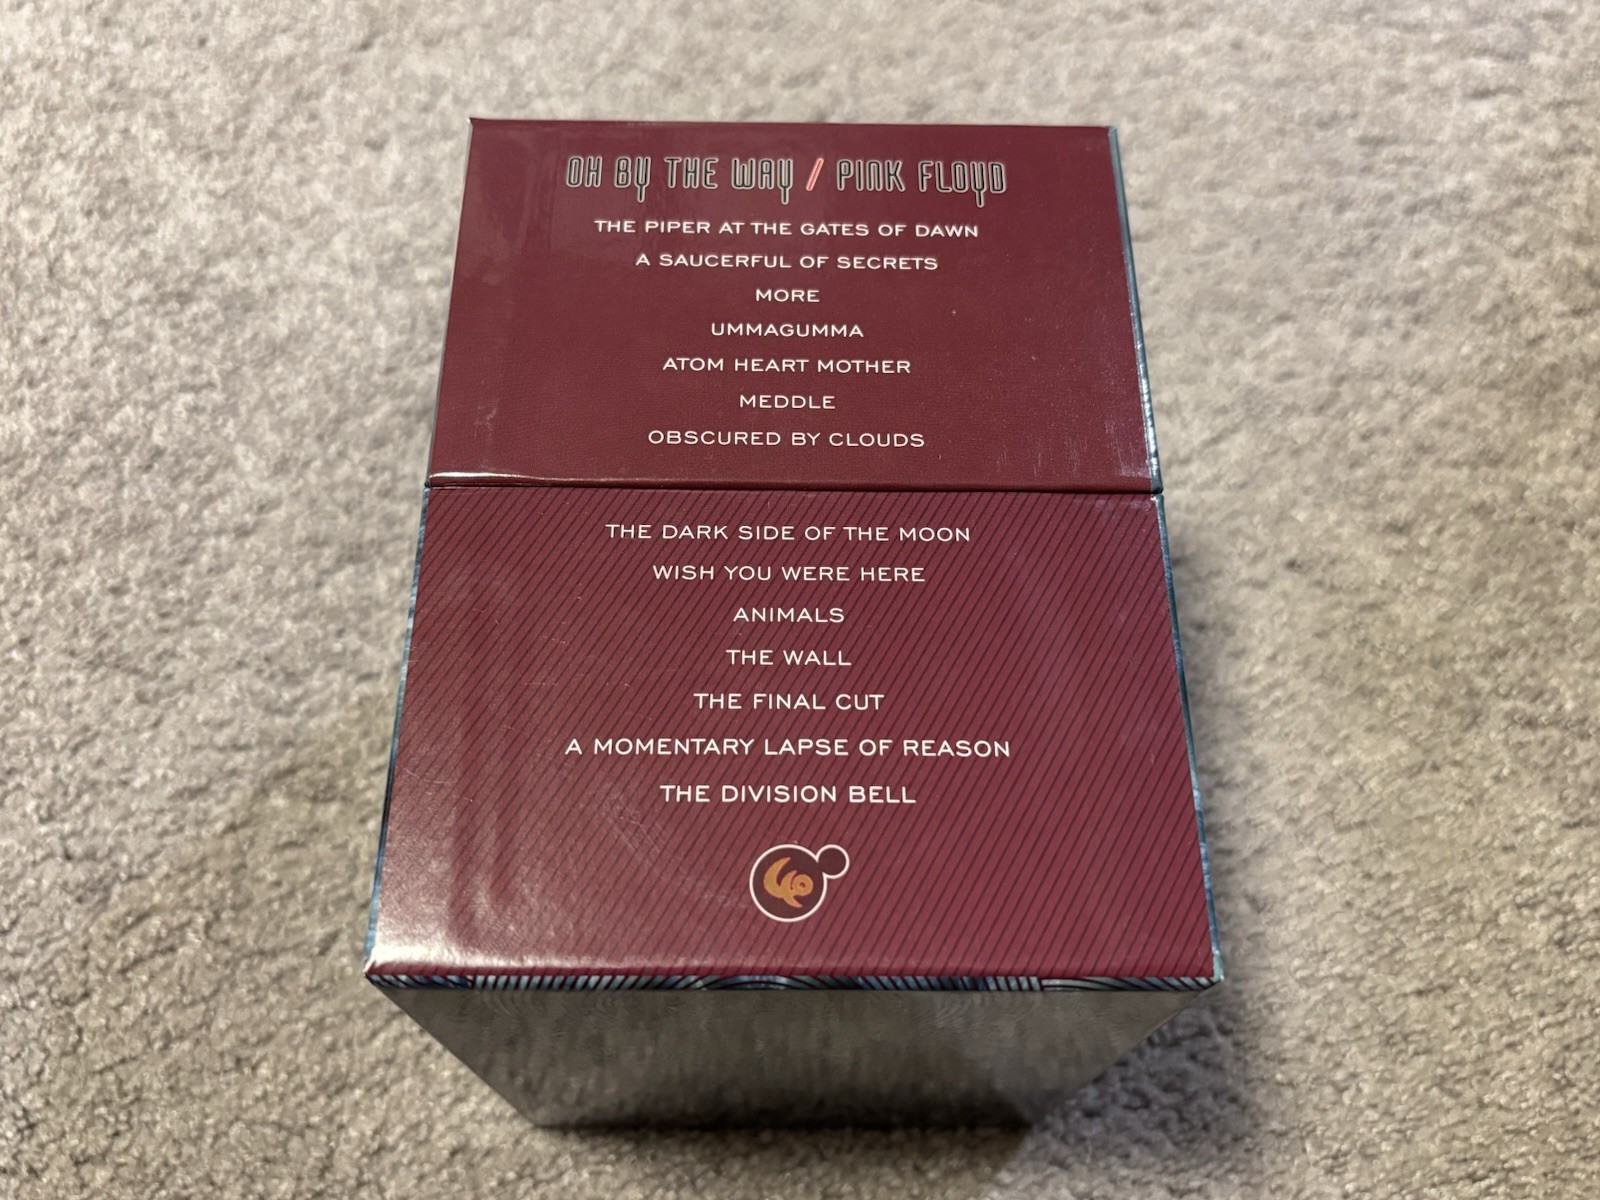 OH BY THE WAY / PINK FLOYD
THE PIPER AT THE GATES OF DAWN
A SAUCERFUL OF SECRETS
MORE
UMMAGUMMA
ATOM HEART MOTHER
MEDDLE
OBSCURED BY CLOUDS
THE DARK SIDE OF THE MOON
WISH YOU WERE HERE
ANIMALS
THE WALL
THE FINAL CUT
A MOMENTARY LAPSE OF REASON
THE DIVISION BELL